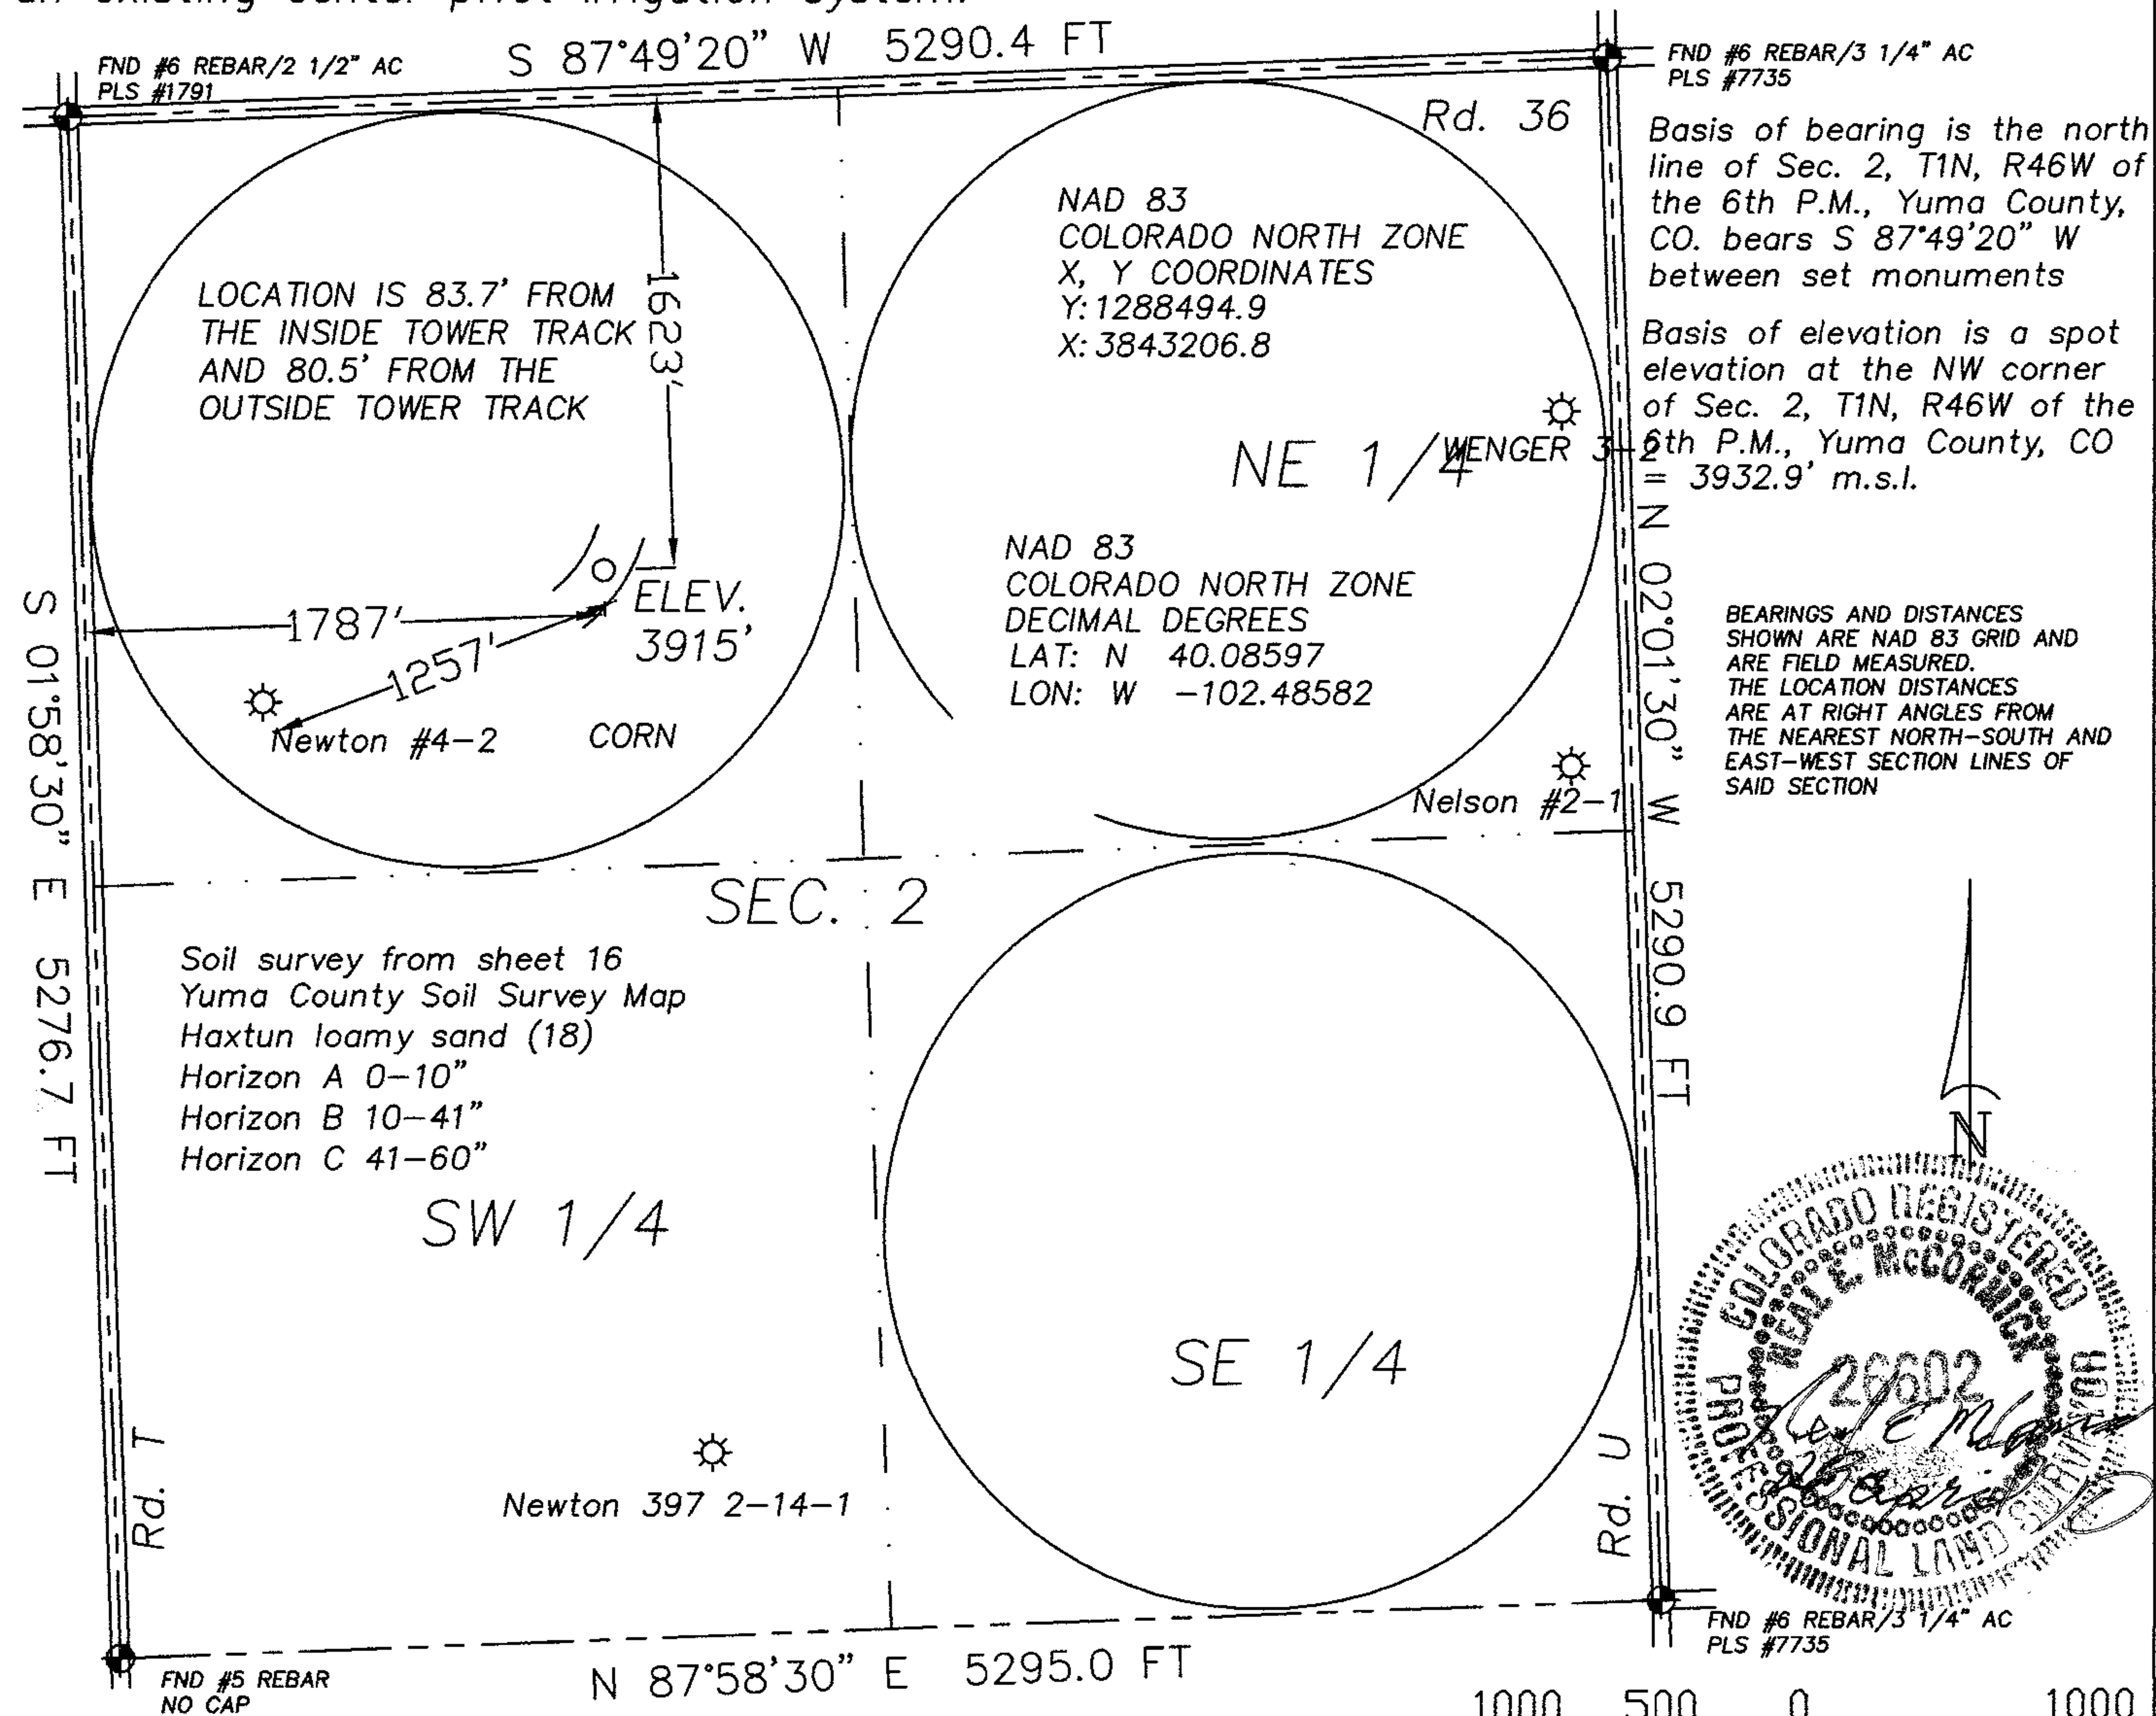 an existing center pivot irrigation system.
S 87°49'20" W 5290.4 FT
FND #6 REBAR/2 1/2" AC
PLS #1791
FND #6 REBAR/3 1/4" AC
PLS #7735
Rd. 36
Basis of bearing is the north
line of Sec. 2, T1N, R46W of
the 6th P.M., Yuma County,
CO. bears S 87°49'20" W
between set monuments
Basis of elevation is a spot
elevation at the NW corner
of Sec. 2, T1N, R46W of the
6th P.M., Yuma County, CO
= 3932.9' m.s.l.
NAD 83
COLORADO NORTH ZONE
X, Y COORDINATES
Y: 1288494.9
X: 3843206.8
LOCATION IS 83.7' FROM
THE INSIDE TOWER TRACK
AND 80.5' FROM THE
OUTSIDE TOWER TRACK
1623'
NE 1/4
WENGER 3-2
NAD 83
COLORADO NORTH ZONE
DECIMAL DEGREES
LAT: N 40.08597
LON: W -102.48582
ELEV.
3915'
1787'
1257'
Newton #4-2
CORN
Nelson #2-1
N 02°01'30" W 5290.9 FT
S 01°58'30" E 5276.7 FT
BEARINGS AND DISTANCES
SHOWN ARE NAD 83 GRID AND
ARE FIELD MEASURED.
THE LOCATION DISTANCES
ARE AT RIGHT ANGLES FROM
THE NEAREST NORTH-SOUTH AND
EAST-WEST SECTION LINES OF
SAID SECTION
SEC. 2
Soil survey from sheet 16
Yuma County Soil Survey Map
Haxtun loamy sand (18)
Horizon A 0-10"
Horizon B 10-41"
Horizon C 41-60"
SW 1/4
SE 1/4
N
COLORADO REGISTERED
NEAL E. McCORMICK
26602
PROFESSIONAL LAND SURVEYOR
Rd. T
Rd. U
Newton 397 2-14-1
FND #6 REBAR/3 1/4" AC
PLS #7735
FND #5 REBAR
NO CAP
N 87°58'30" E 5295.0 FT
1000 500 0 1000